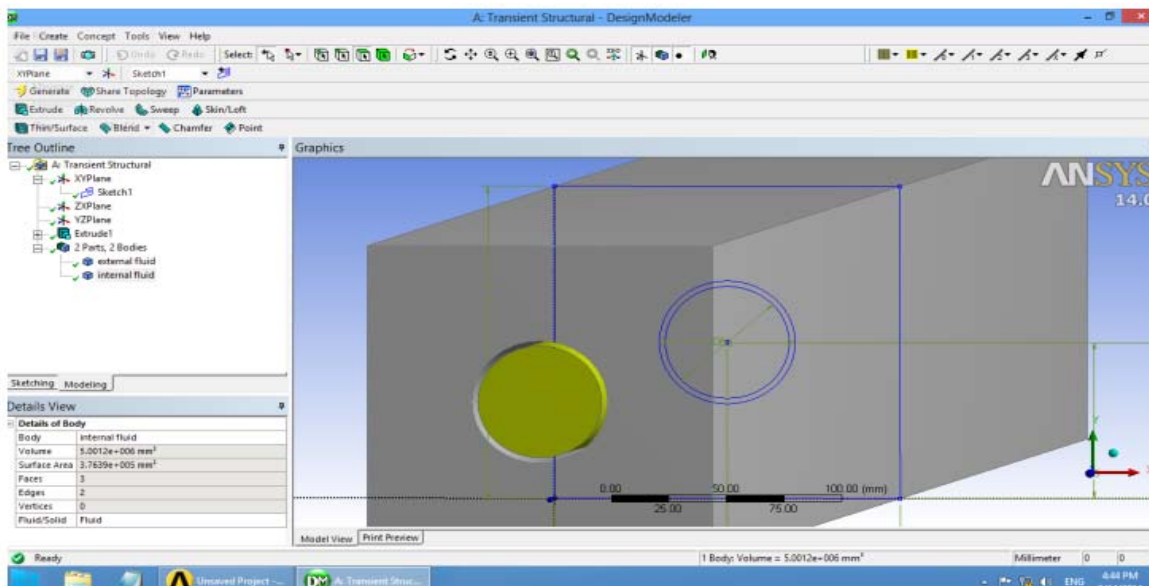 A: Transient Structural - DesignModeler
File Create Concept Tools View Help
Undo Redo Select:
XYPlane Sketch1
Generate Share Topology Parameters
Extrude Revolve Sweep Skin/Loft
Thin/Surface Blend Chamfer Point
Tree Outline
Graphics
A: Transient Structural
XYPlane
Sketch1
ZXPlane
YZPlane
Extrude1
2 Parts, 2 Bodies
external fluid
internal fluid
ANSYS
14.0
Sketching Modeling
Details View
Details of Body
Body internal fluid
Volume 5.0012e+006 mm³
Surface Area 3.7639e+005 mm²
Faces 3
Edges 2
Vertices 0
Fluid/Solid Fluid
0.00 50.00 100.00 (mm)
25.00 75.00
Y
X
Model View Print Preview
Ready 1 Body: Volume = 5.0012e+006 mm³ Millimeter 0 0
Unsaved Project -... DM A: Transient Struc... ENG 4:44 PM